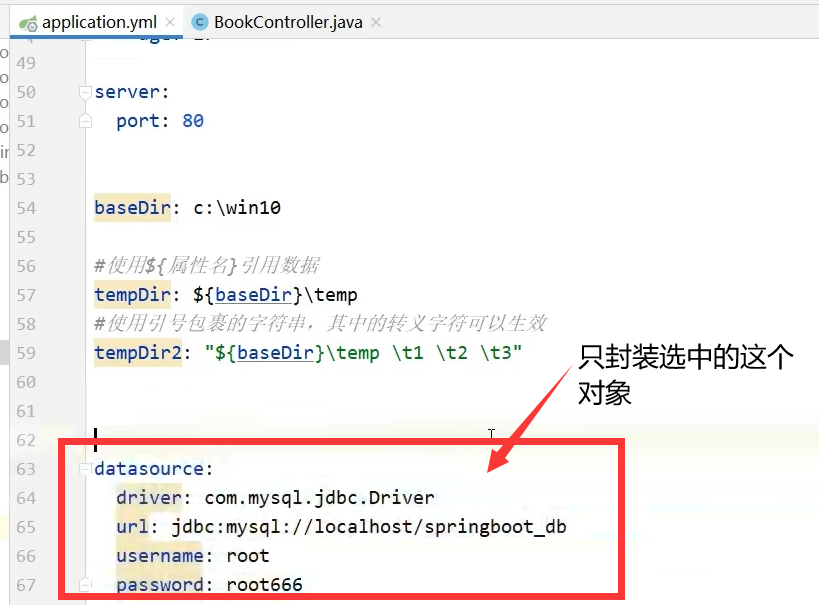 application.yml
BookController.java
49
50 server:
51 port: 80
52
53
54 baseDir: c:\win10
55
56 #使用${属性名}引用数据
57 tempDir: ${baseDir}\temp
58 #使用引号包裹的字符串，其中的转义字符可以生效
59 tempDir2: "${baseDir}\temp \t1 \t2 \t3"
只封装选中的这个
对象
60
61
62
63 datasource:
64 driver: com.mysql.jdbc.Driver
65 url: jdbc:mysql://localhost/springboot_db
66 username: root
67 password: root666